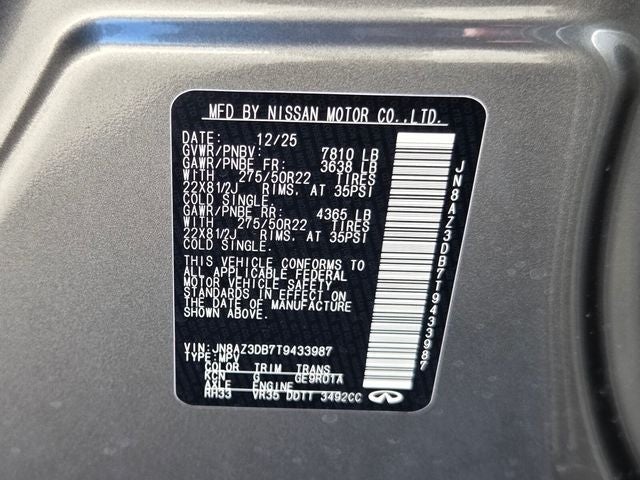 MFD BY NISSAN MOTOR CO.,LTD.
DATE: 12/25
GVWR/PNBV: 7810 LB
GAWR/PNBE FR: 3638 LB
WITH 275/50R22 TIRES
22X81/2J RIMS, AT 35PSI
COLD SINGLE.
GAWR/PNBE RR: 4365 LB
WITH 275/50R22 TIRES
22X81/2J RIMS, AT 35PSI
COLD SINGLE.
THIS VEHICLE CONFORMS TO
ALL APPLICABLE FEDERAL
MOTOR VEHICLE SAFETY
STANDARDS IN EFFECT ON
THE DATE OF MANUFACTURE
SHOWN ABOVE.
VIN:JN8AZ3DB7T9433987
TYPE:MPV
COLOR TRIM TRANS
KCN G GE9R01A
AXLE ENGINE
RH33 VR35 DDTT 3492CC
JN8AZ3DB7T9433987